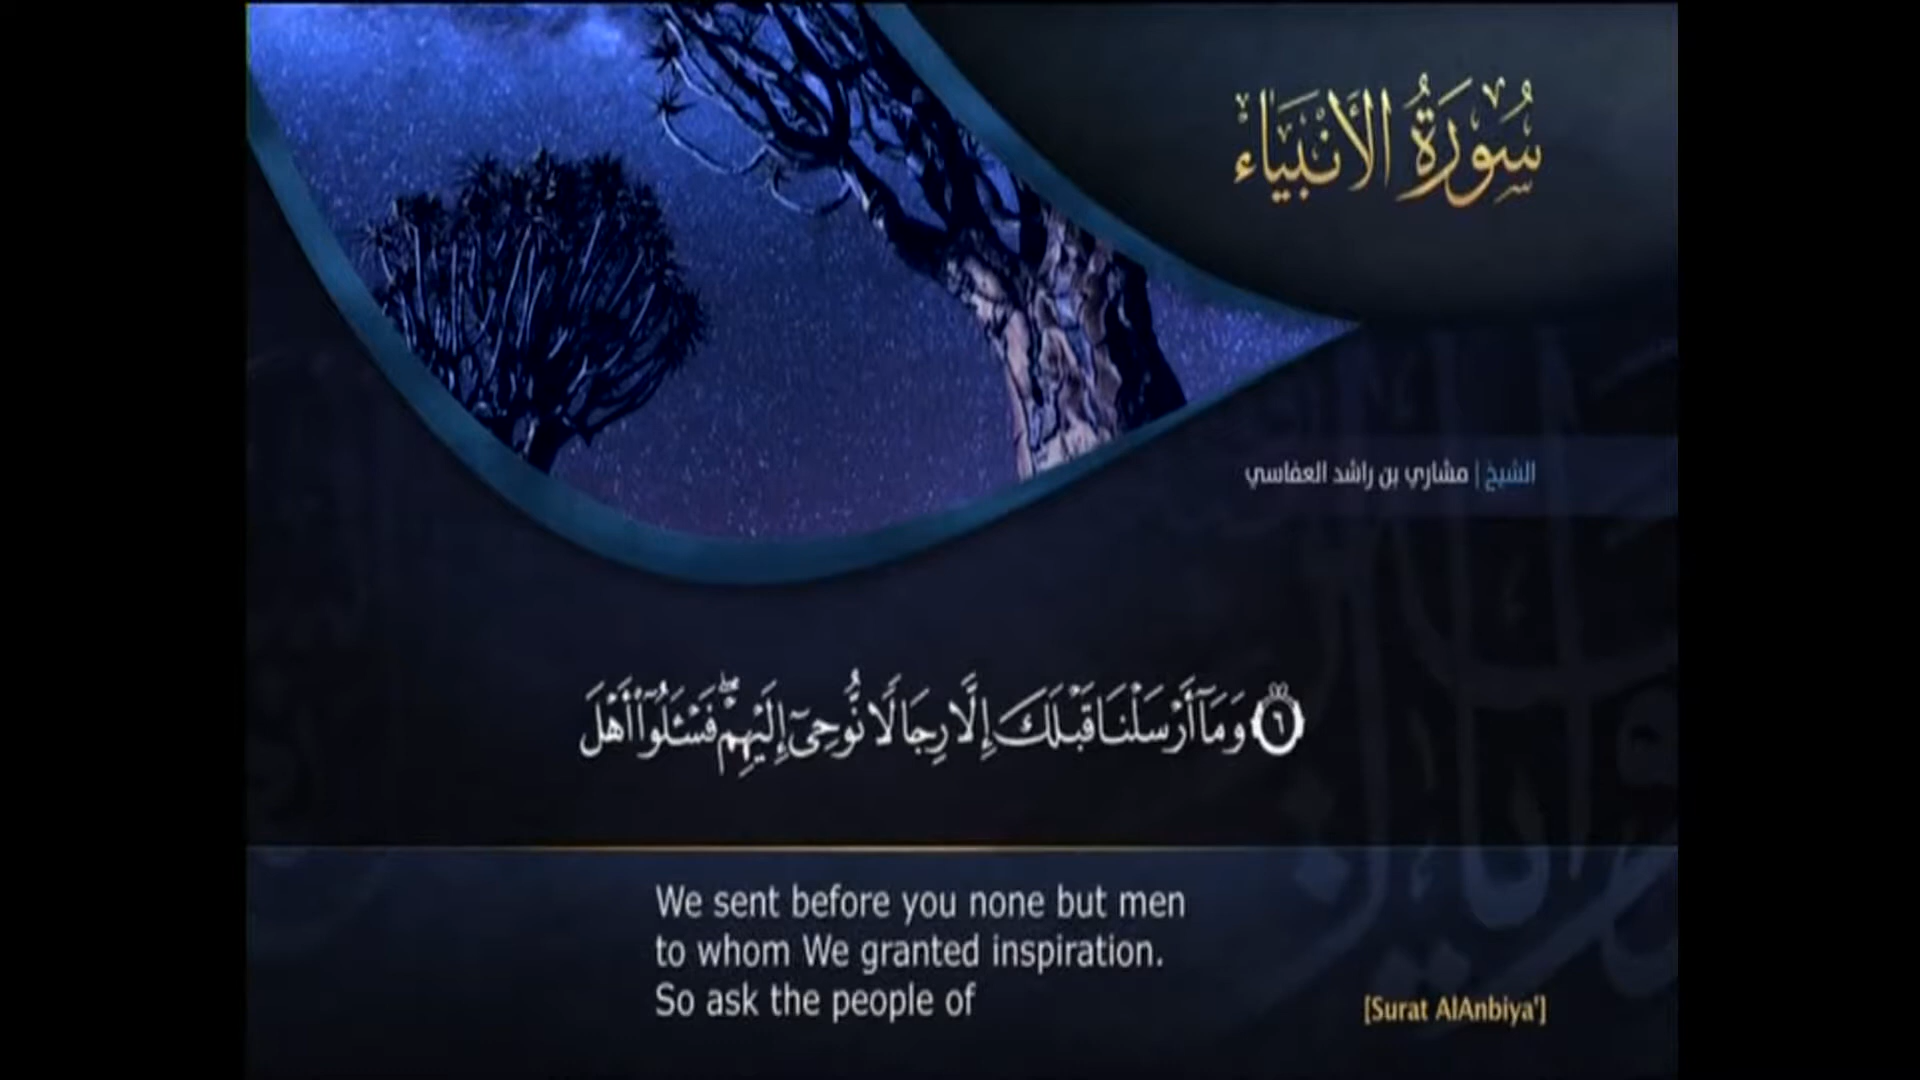 سُورَةُ الأَنْبِيَاءِ
الشيخ | مشاري بن راشد العفاسي
٦ وَمَآ أَرْسَلْنَا قَبْلَكَ إِلَّا رِجَالًا نُّوحِىٓ إِلَيْهِمْ ۖ فَسْـَٔلُوٓا۟ أَهْلَ
We sent before you none but men
to whom We granted inspiration.
So ask the people of
[Surat AlAnbiya']